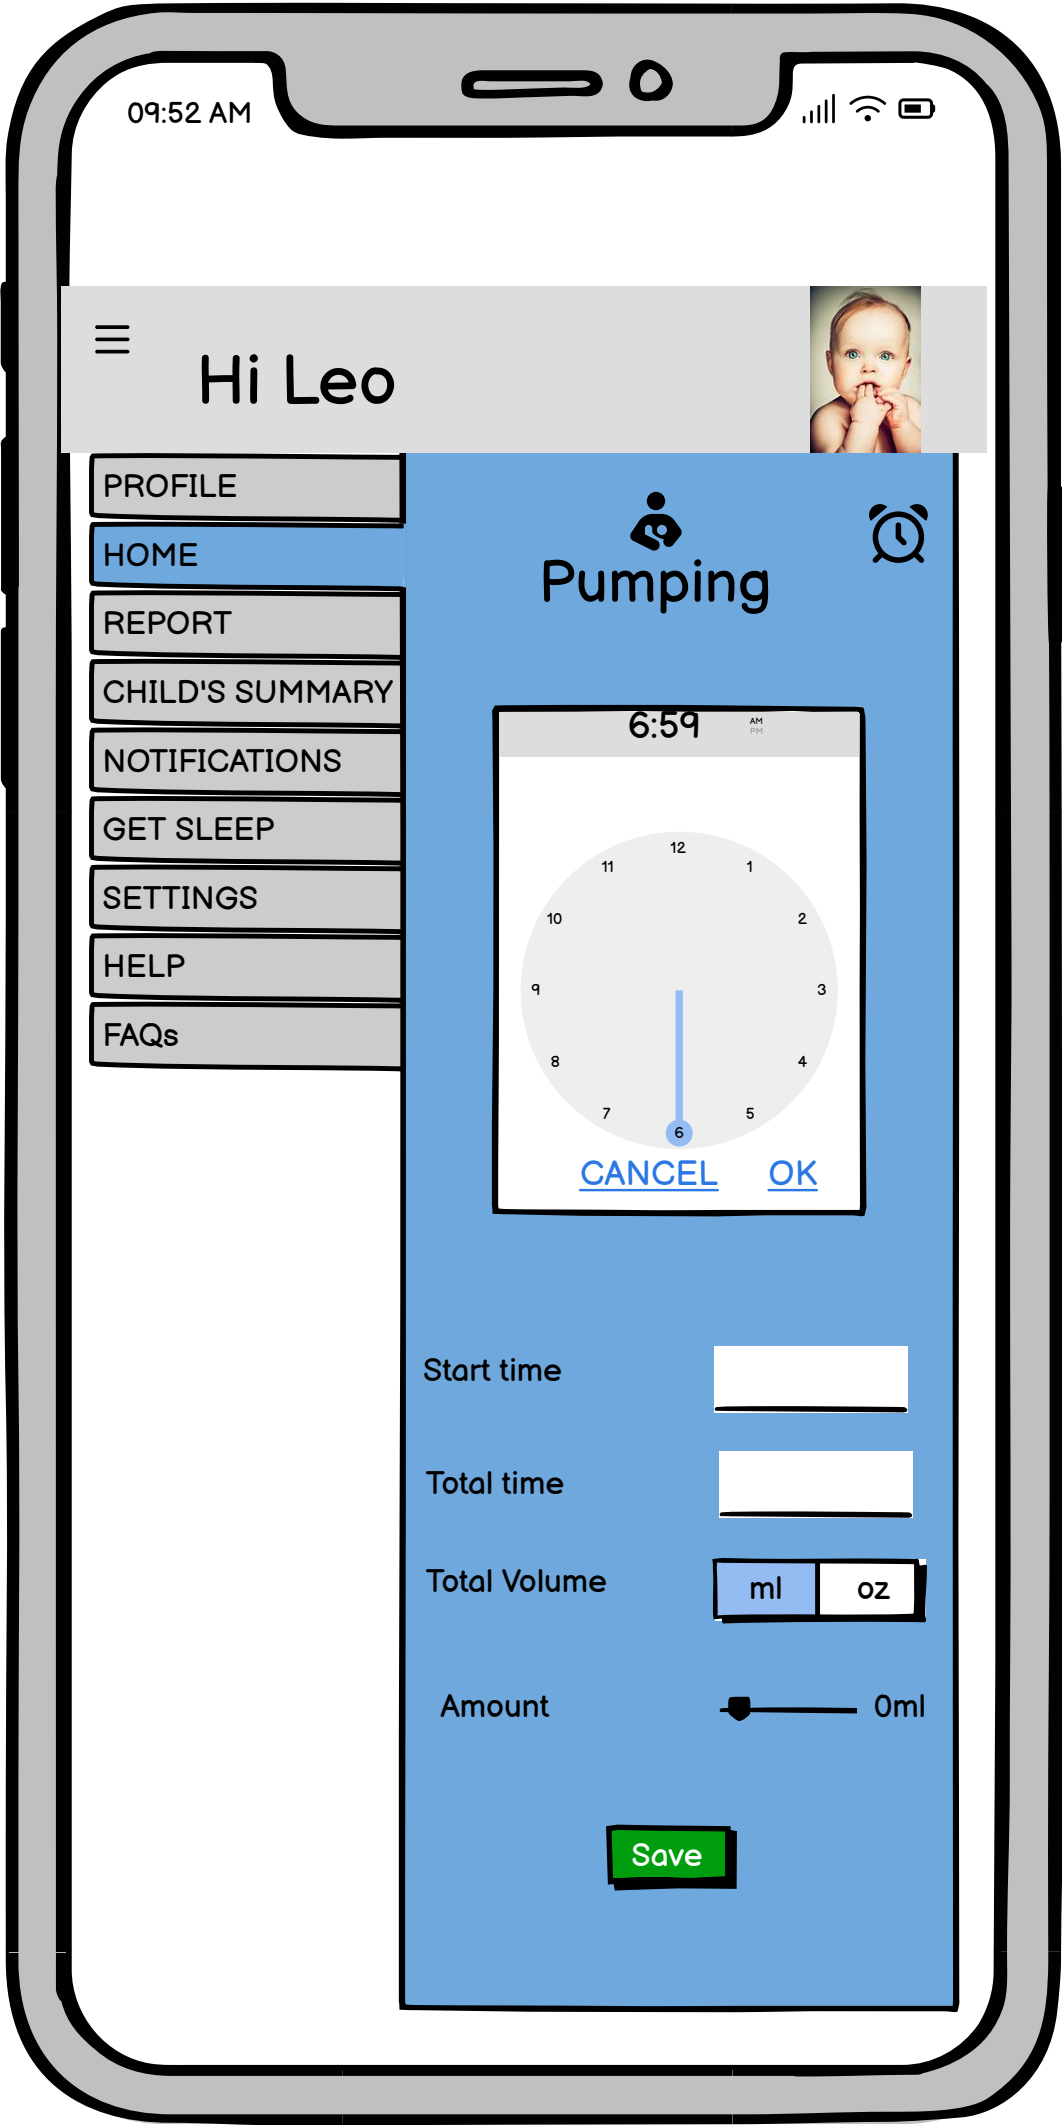 09:52 AM
Hi Leo
PROFILE
HOME
REPORT
CHILD'S SUMMARY
NOTIFICATIONS
GET SLEEP
SETTINGS
HELP
FAQs
Pumping
6:59
AM
PM
12
11
1
10
2
9
3
8
4
7
5
6
CANCEL OK
Start time
Total time
Total Volume ml oz
Amount 0ml
Save